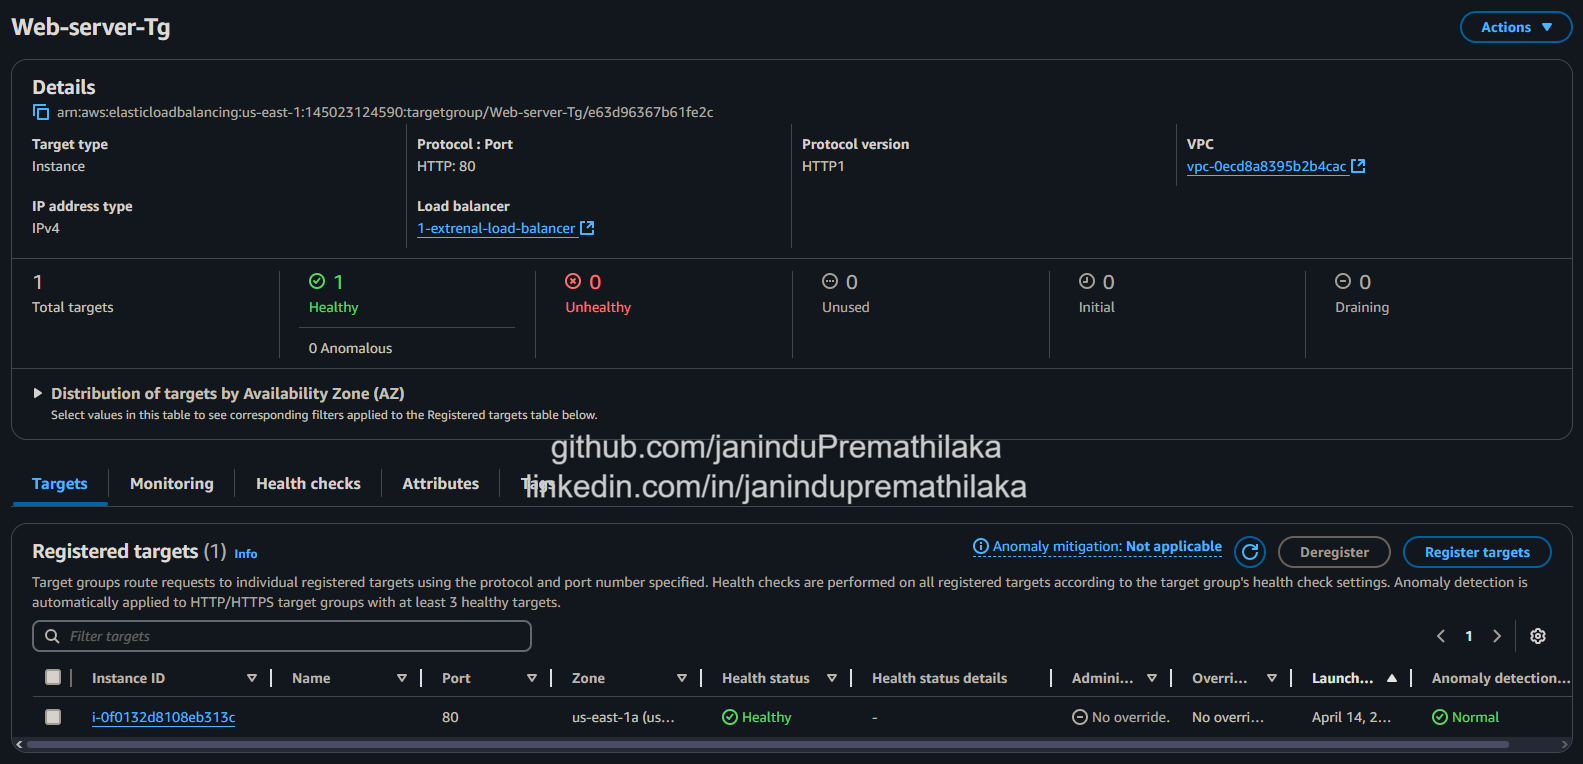 Web-server-Tg
Actions
Details
arn:aws:elasticloadbalancing:us-east-1:145023124590:targetgroup/Web-server-Tg/e63d96367b61fe2c
Target type
Instance
Protocol : Port
HTTP: 80
Protocol version
HTTP1
VPC
vpc-0ecd8a8395b2b4cac
IP address type
IPv4
Load balancer
1-extrenal-load-balancer
1
Total targets
1
Healthy
0 Anomalous
0
Unhealthy
0
Unused
0
Initial
0
Draining
Distribution of targets by Availability Zone (AZ)
Select values in this table to see corresponding filters applied to the Registered targets table below.
github.com/janinduPremathilaka
linkedin.com/in/janindupremathilaka
Targets Monitoring Health checks Attributes Tags
Registered targets (1) Info
Anomaly mitigation: Not applicable
Deregister
Register targets
Target groups route requests to individual registered targets using the protocol and port number specified. Health checks are performed on all registered targets according to the target group's health check settings. Anomaly detection is
automatically applied to HTTP/HTTPS target groups with at least 3 healthy targets.
Filter targets
1
Instance ID Name Port Zone Health status Health status details Admini... Overri... Launch... Anomaly detection...
i-0f0132d8108eb313c 80 us-east-1a (us... Healthy - No override. No overri... April 14, 2... Normal